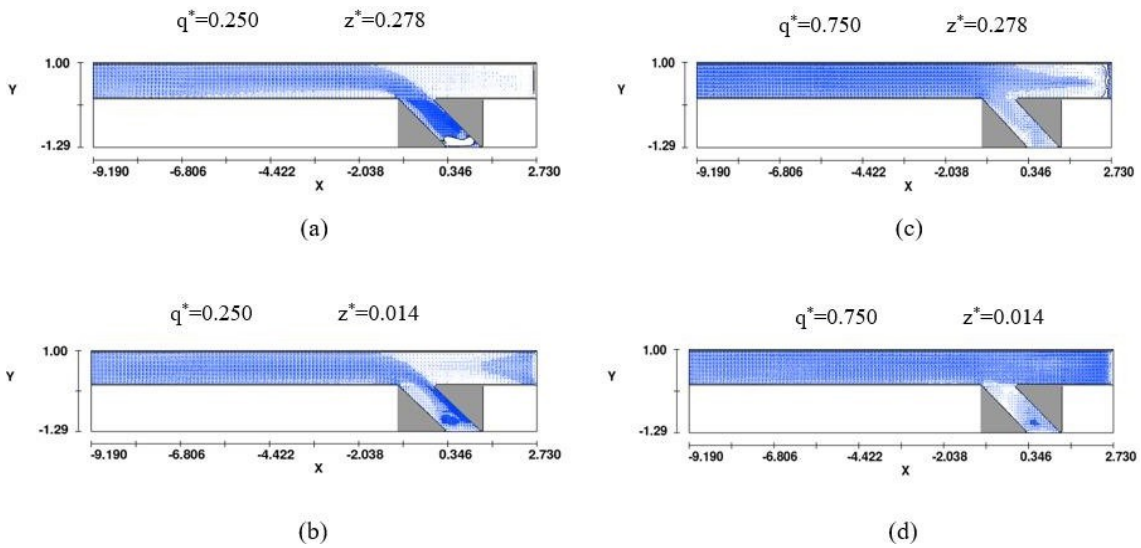 q*=0.250 z*=0.278
1.00
Y
-1.29
-9.190 -6.806 -4.422 -2.038 0.346 2.730
X
(a)
q*=0.750 z*=0.278
1.00
Y
-1.29
-9.190 -6.806 -4.422 -2.038 0.346 2.730
X
(c)
q*=0.250 z*=0.014
1.00
Y
-1.29
-9.190 -6.806 -4.422 -2.038 0.346 2.730
X
(b)
q*=0.750 z*=0.014
1.00
Y
-1.29
-9.190 -6.806 -4.422 -2.038 0.346 2.730
X
(d)